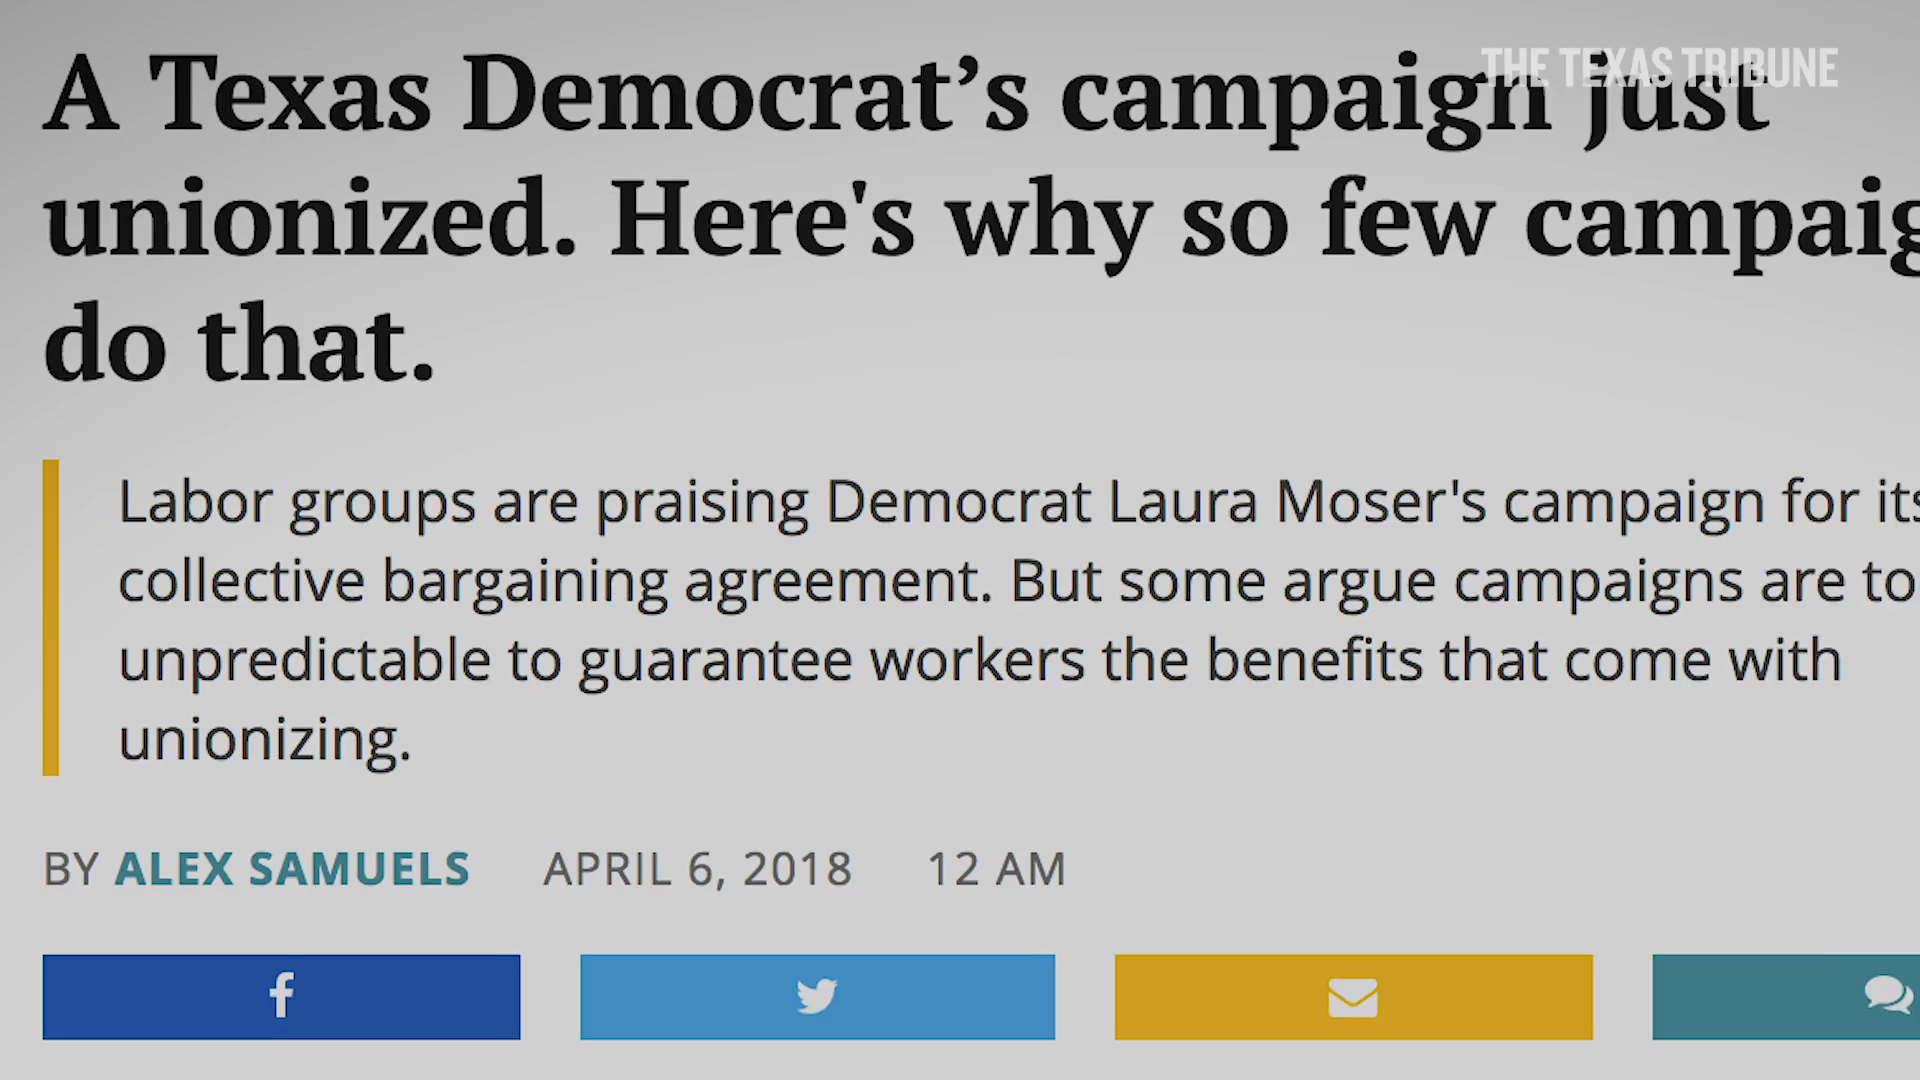 THE TEXAS TRIBUNE
A Texas Democrat’s campaign just
unionized. Here's why so few campaig
do that.
Labor groups are praising Democrat Laura Moser's campaign for its
collective bargaining agreement. But some argue campaigns are to
unpredictable to guarantee workers the benefits that come with
unionizing.
BY ALEX SAMUELS APRIL 6, 2018 12 AM